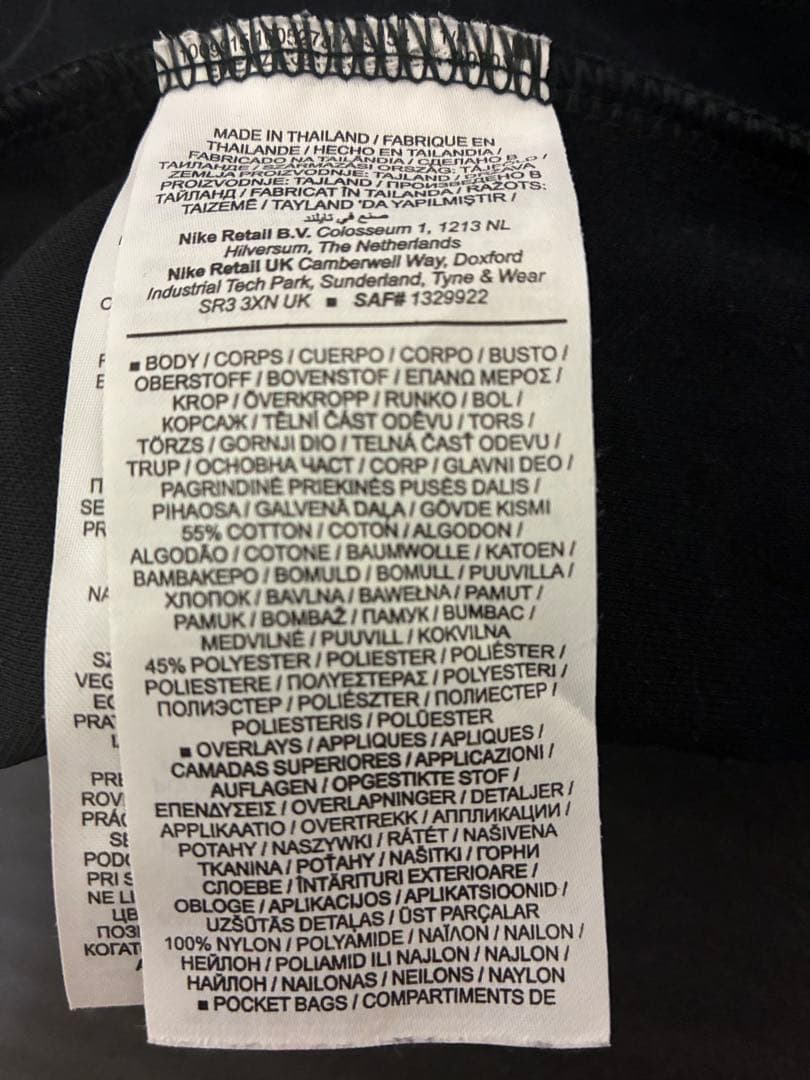 MADE IN THAILAND / FABRIQUE EN
THAILANDE / HECHO EN TAILANDIA /
FABRICADO NA TAILÂNDIA / СДЕЛАНО В
ТАИЛАНДЕ / SZÁRMAZÁSI ORSZÁG: TAJFÖLD /
ZEMLJA PROIZVODNJE: TAJLAND /
PROIZVODNJE: TAJLAND / ПРОИЗВЕДЕНО В
ТАЙЛАНД / FABRICAT ÎN TAILANDA / RAŽOTS:
TAIZEMĒ / TAYLAND 'DA YAPILMIŞTIR /
صنع في تايلند
Nike Retail B.V. Colosseum 1, 1213 NL
Hilversum, The Netherlands
Nike Retail UK Camberwell Way, Doxford
Industrial Tech Park, Sunderland, Tyne & Wear
SR3 3XN UK ■ SAF# 1329922
■ BODY / CORPS / CUERPO / CORPO / BUSTO /
OBERSTOFF / BOVENSTOF / ΕΠΑΝΩ ΜΕΡΟΣ /
KROP / ÖVERKROPP / RUNKO / BOL /
КОРСАЖ / TĚLNÍ ČÁST ODĚVU / TORS /
TÖRZS / GORNJI DIO / TELNÁ ČASŤ ODEVU /
TRUP / ОСНОВНА ЧАСТ / CORP / GLAVNI DEO /
PAGRINDINĖ PRIEKINĖS PUSĖS DALIS /
PIHAOSA / GALVENĀ DAĻA / GÖVDE KISMI
55% COTTON / COTON / ALGODON /
ALGODÃO / COTONE / BAUMWOLLE / KATOEN /
ΒΑΜΒΑΚΕΡΟ / BOMULD / BOMULL / PUUVILLA /
ХЛОПОК / BAVLNA / BAWEŁNA / PAMUT /
PAMUK / BOMBAŽ / ПАМУК / BUMBAC /
MEDVILNĖ / PUUVILL / KOKVILNA
45% POLYESTER / POLIESTER / POLIÉSTER /
POLIESTERE / ΠΟΛΥΕΣΤΕΡΑΣ / POLYESTERI /
ПОЛИЭСТЕР / POLIÉSZTER / ПОЛИЕСТЕР /
POLIESTERIS / POLÜESTER
■ OVERLAYS / APPLIQUES / APLIQUES /
CAMADAS SUPERIORES / APPLICAZIONI /
AUFLAGEN / OPGESTIKTE STOF /
ΕΠΕΝΔΥΣΕΙΣ / OVERLAPNINGER / DETALJER /
APPLIKAATIO / OVERTREKK / АППЛИКАЦИИ /
POTAHY / NASZYWKI / RÁTÉT / NAŠIVENA
TKANINA / POŤAHY / NAŠITKI / ГОРНИ
СЛОЕВЕ / ÎNTĂRITURI EXTERIOARE /
OBLOGE / APLIKACIJOS / APLIKATSIOONID /
UZŠŪTĀS DETAĻAS / ÜST PARÇALAR
100% NYLON / POLYAMIDE / ΝΑΪΛΟΝ / NAILON /
НЕЙЛОН / POLIAMID ILI NAJLON / NAJLON /
НАЙЛОН / NAILONAS / NEILONS / NAYLON
■ POCKET BAGS / COMPARTIMENTS DE